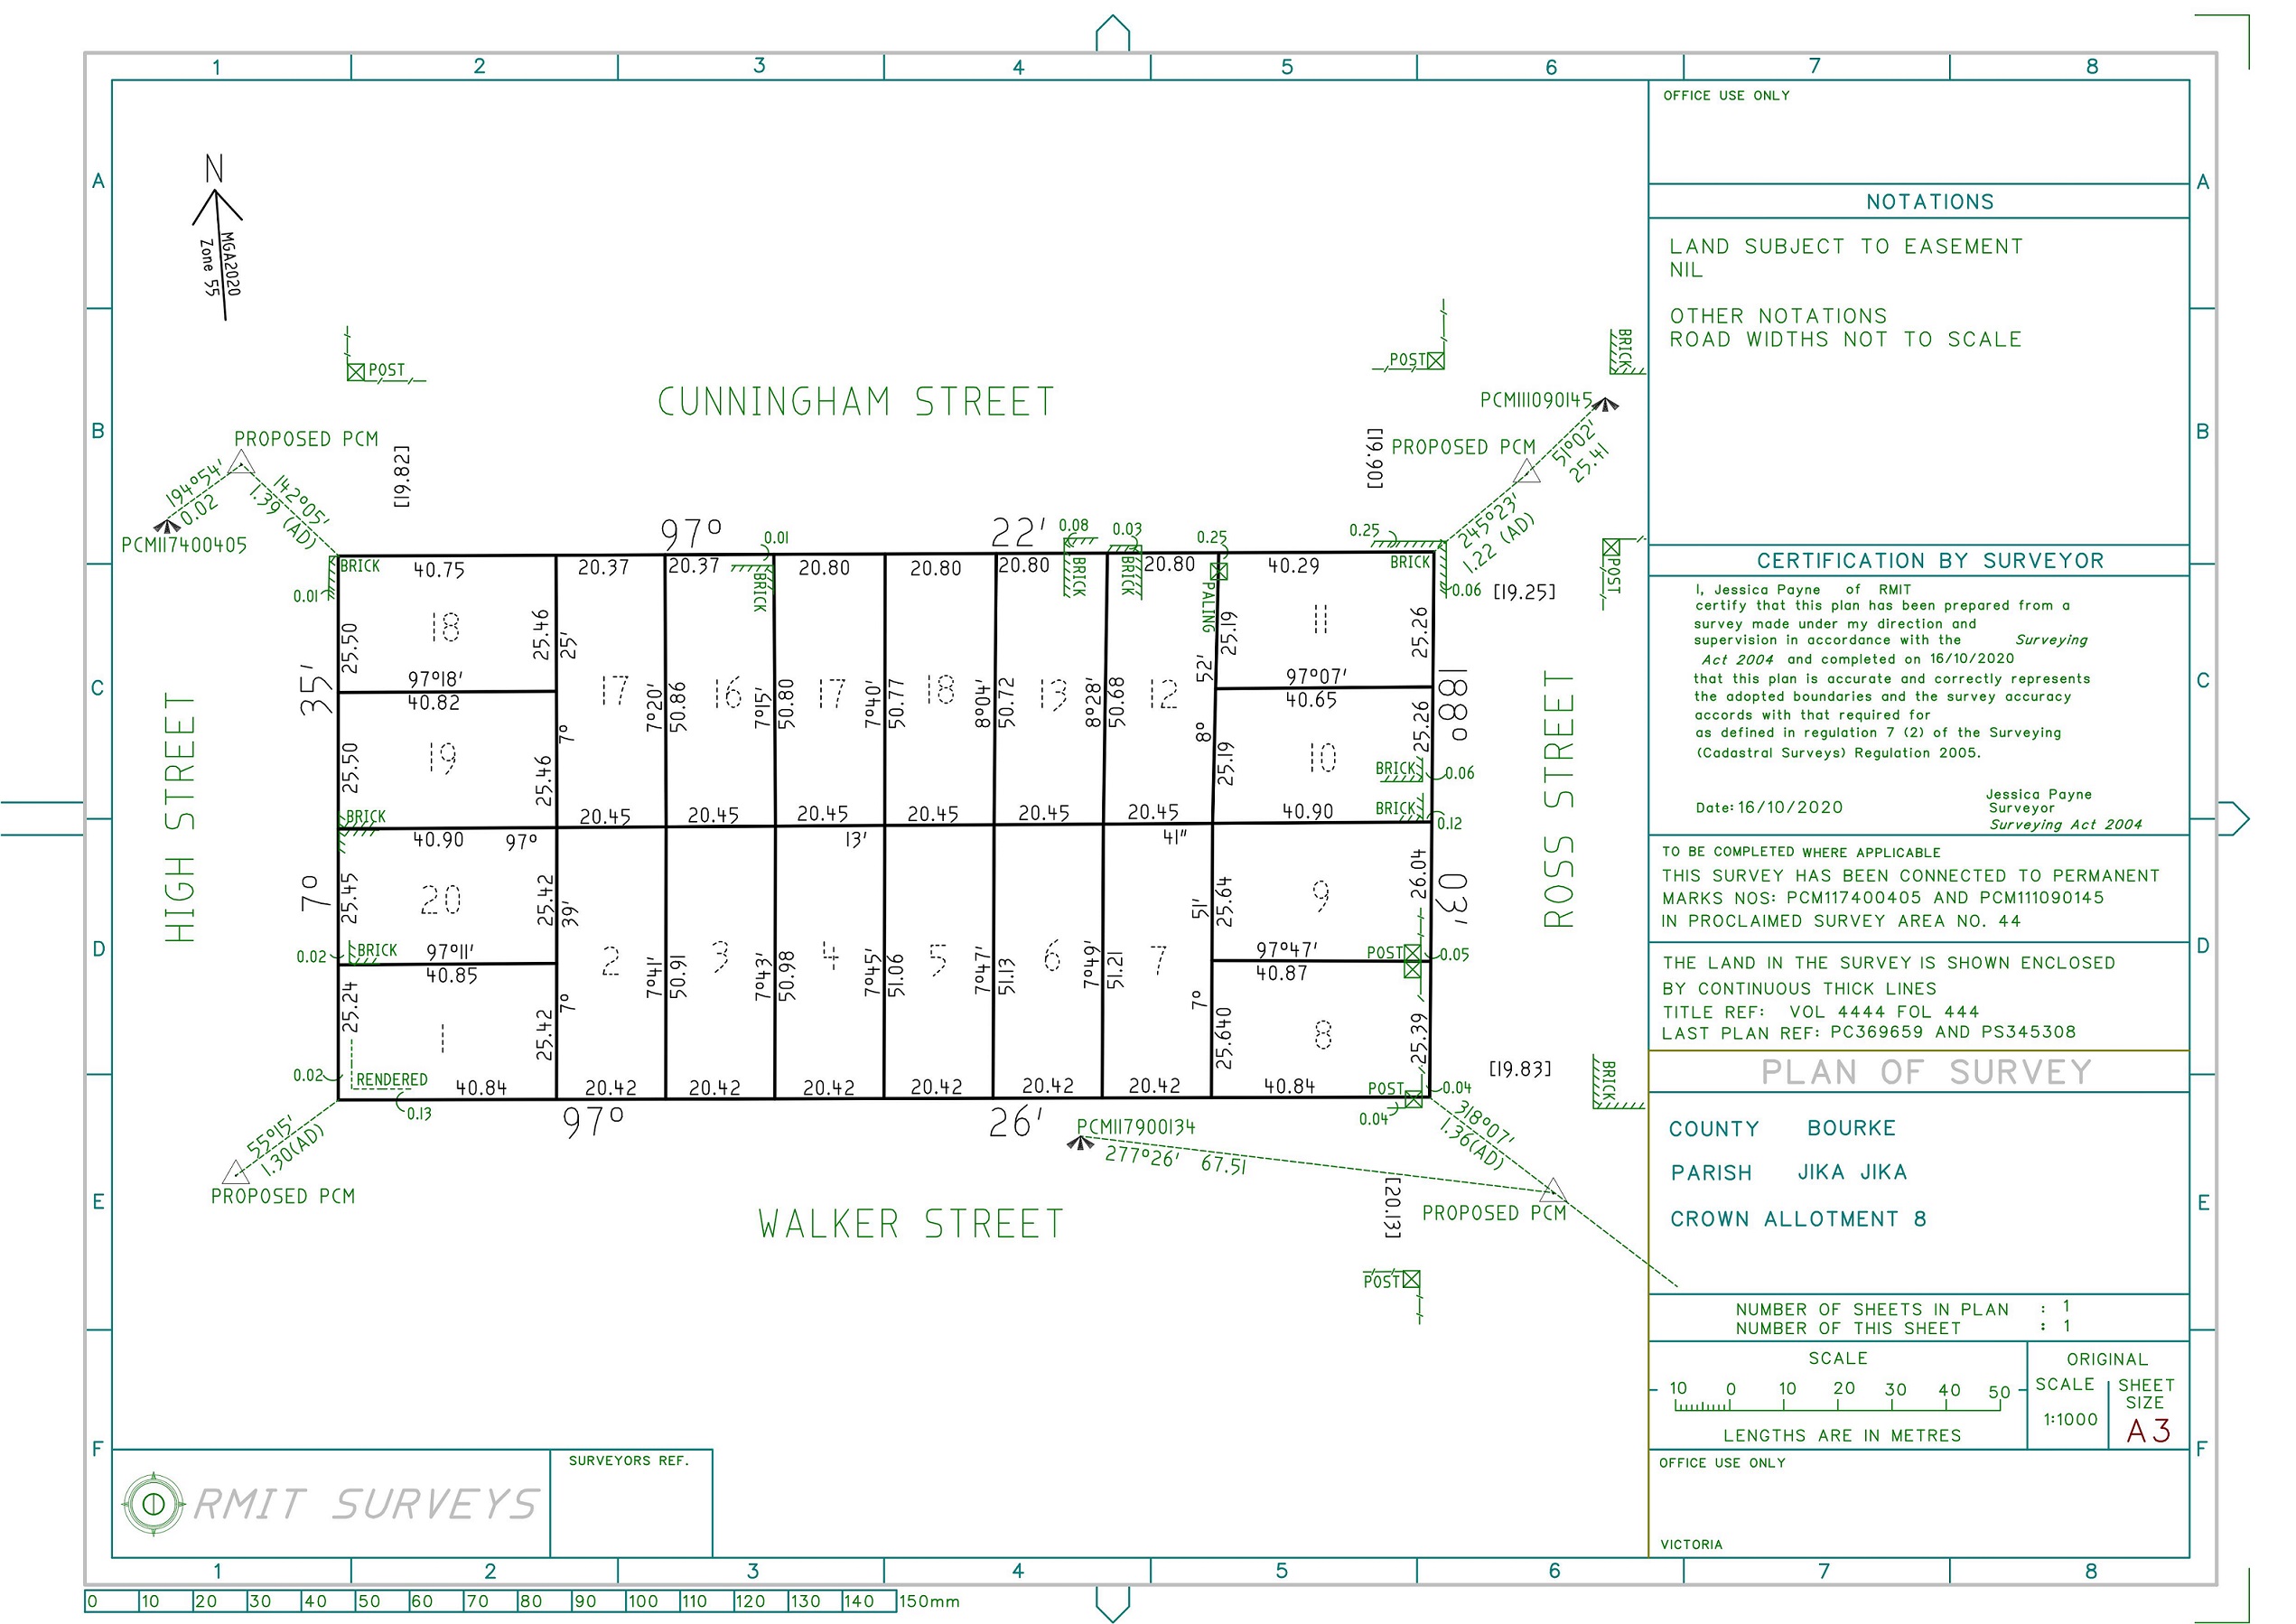 1 2 3 4 5 6 7 8
A
B
C
D
E
F
A
B
C
D
E
F
N
MGA2020
Zone 55
POST
CUNNINGHAM STREET
POST
BRICK
PCM111090145
51°02'
25.41
PROPOSED PCM
[19.82]
[19.90]
PROPOSED PCM
194°54'
0.02
142°05'
1.39 (AD)
PCM117400405
245°23'
1.22 (AD)
97°
22'
0.01
0.08
0.03
0.25
0.25
BRICK
40.75
20.37
20.37
20.80
20.80
20.80
20.80
40.29
BRICK
0.01
BRICK
BRICK
BRICK
PALING
0.06
[19.25]
POST
18
25.50
25.46
25'
17
16
17
18
13
12
11
25.19
25.26
97°18'
40.82
7°20'
50.86
7°15'
50.80
7°40'
50.77
8°04'
50.72
8°28'
50.68
52'
8°
97°07'
40.65
35'
188°
HIGH STREET
ROSS STREET
25.50
19
25.46
7°
25.19
10
25.26
BRICK
0.06
BRICK
20.45
20.45
20.45
20.45
20.45
20.45
40.90
BRICK
0.12
40.90
97°
13'
41"
7°
03'
25.45
20
25.42
39'
2
3
4
5
6
7
51'
25.64
9
26.04
0.02
BRICK
97°11'
40.85
7°41'
50.91
7°43'
50.98
7°45'
51.06
7°47'
51.13
7°49'
51.21
97°47'
40.87
POST
0.05
25.24
1
25.42
7°
7°
25.640
8
25.39
0.02
RENDERED
0.13
40.84
20.42
20.42
20.42
20.42
20.42
20.42
40.84
POST
0.04
0.04
[19.83]
BRICK
97°
26'
55°15'
1.30(AD)
PROPOSED PCM
PCM117900134
277°26' 67.51
318°07'
1.36(AD)
[20.13]
PROPOSED PCM
WALKER STREET
POST
OFFICE USE ONLY
NOTATIONS
LAND SUBJECT TO EASEMENT
NIL
OTHER NOTATIONS
ROAD WIDTHS NOT TO SCALE
CERTIFICATION BY SURVEYOR
I, Jessica Payne of RMIT
certify that this plan has been prepared from a
survey made under my direction and
supervision in accordance with the Surveying
Act 2004 and completed on 16/10/2020
that this plan is accurate and correctly represents
the adopted boundaries and the survey accuracy
accords with that required for
as defined in regulation 7 (2) of the Surveying
(Cadastral Surveys) Regulation 2005.
Date: 16/10/2020
Jessica Payne
Surveyor
Surveying Act 2004
TO BE COMPLETED WHERE APPLICABLE
THIS SURVEY HAS BEEN CONNECTED TO PERMANENT
MARKS NOS: PCM117400405 AND PCM111090145
IN PROCLAIMED SURVEY AREA NO. 44
THE LAND IN THE SURVEY IS SHOWN ENCLOSED
BY CONTINUOUS THICK LINES
TITLE REF: VOL 4444 FOL 444
LAST PLAN REF: PC369659 AND PS345308
PLAN OF SURVEY
COUNTY BOURKE
PARISH JIKA JIKA
CROWN ALLOTMENT 8
NUMBER OF SHEETS IN PLAN : 1
NUMBER OF THIS SHEET : 1
SCALE
10 0 10 20 30 40 50
LENGTHS ARE IN METRES
ORIGINAL
SCALE
1:1000
SHEET
SIZE
A3
OFFICE USE ONLY
VICTORIA
RMIT SURVEYS
SURVEYORS REF.
1 2 3 4 5 6 7 8
0 10 20 30 40 50 60 70 80 90 100 110 120 130 140 150mm